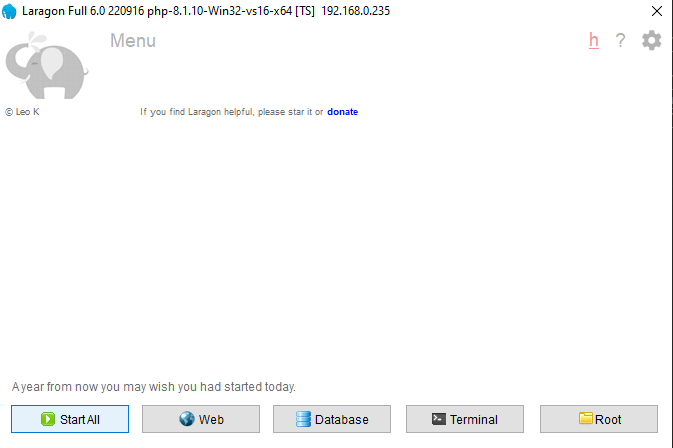 Laragon Full 6.0 220916 php-8.1.10-Win32-vs16-x64 [TS] 192.168.0.235
Menu
h ?
© Leo K
If you find Laragon helpful, please star it or donate
A year from now you may wish you had started today.
Start All
Web
Database
Terminal
Root